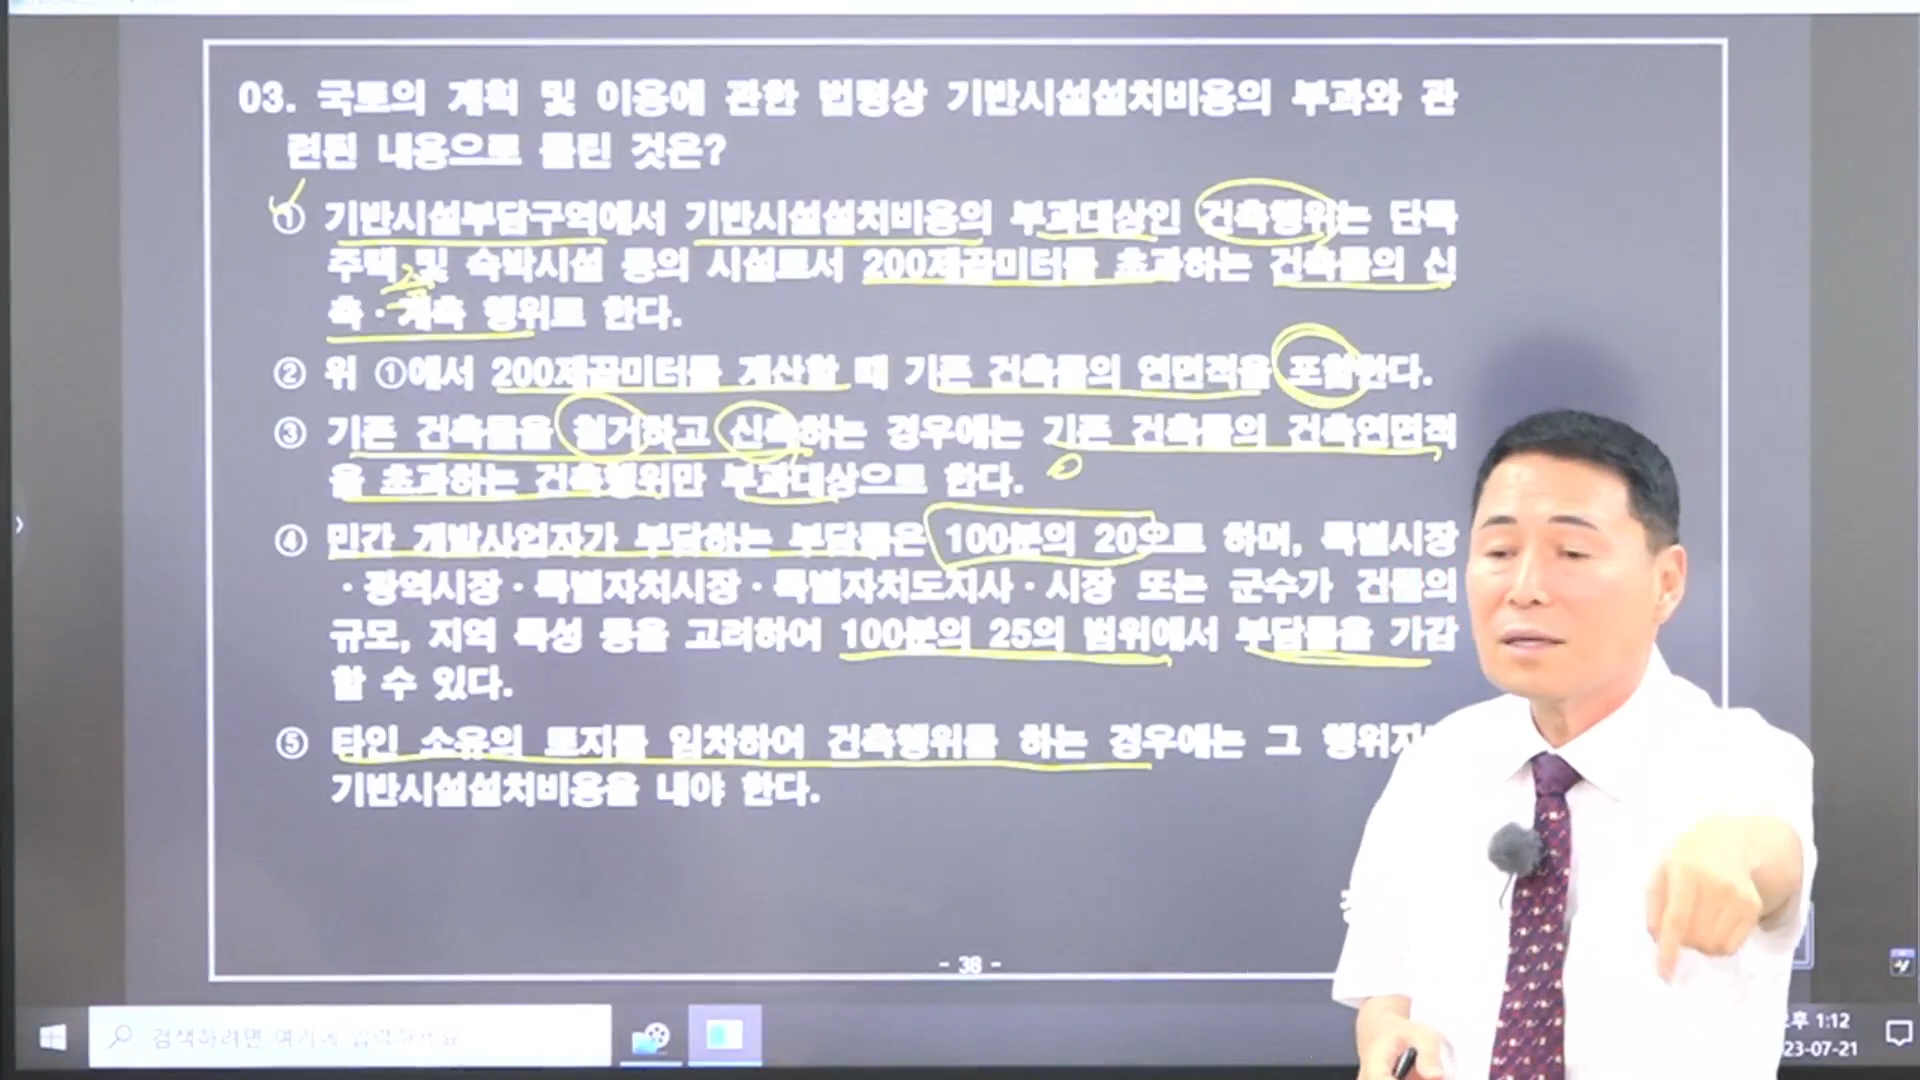 03. 국토의 계획 및 이용에 관한 법령상 기반시설설치비용의 부과와 관
련된 내용으로 틀린 것은?
① 기반시설부담구역에서 기반시설설치비용의 부과대상인 건축행위는 단독
주택 및 숙박시설 등의 시설로서 200제곱미터를 초과하는 건축물의 신
축·개축 행위로 한다.
증
② 위 ①에서 200제곱미터를 계산할 때 기존 건축물의 연면적을 포함한다.
③ 기존 건축물을 철거하고 신축하는 경우에는 기존 건축물의 건축연면적
을 초과하는 건축행위만 부과대상으로 한다.
④ 민간 개발사업자가 부담하는 부담률은 100분의 20으로 하며, 특별시장
·광역시장·특별자치시장·특별자치도지사·시장 또는 군수가 건물의
규모, 지역 특성 등을 고려하여 100분의 25의 범위에서 부담률을 가감
할 수 있다.
⑤ 타인 소유의 토지를 임차하여 건축행위를 하는 경우에는 그 행위자
기반시설설치비용을 내야 한다.
- 38 -
검색하려면 여기에 입력하세요
오후 1:12
23-07-21